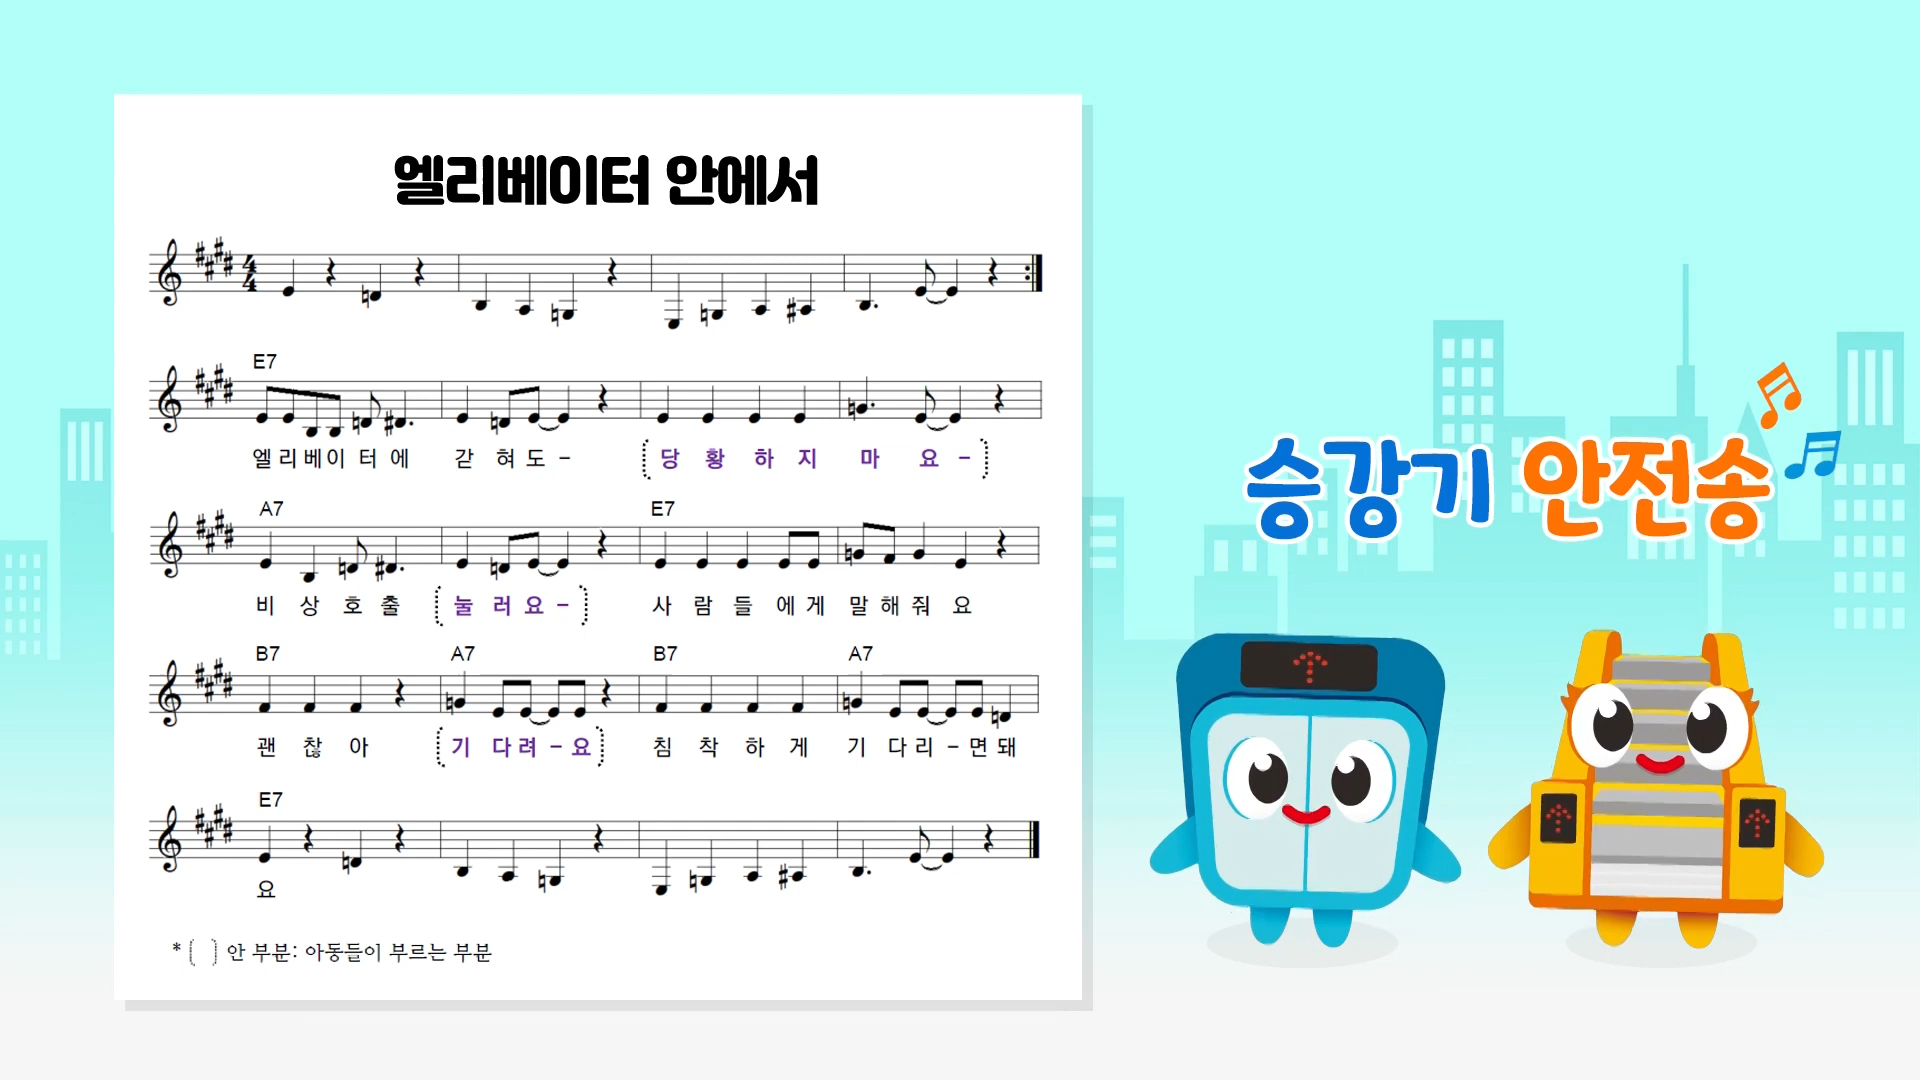 엘리베이터 안에서
E7
엘리베이 터 에 갇 혀 도 - 당 황 하 지 마 요 -
A7 E7
비 상 호 출 눌 러 요 - 사 람 들 에 게 말 해 줘 요
B7 A7 B7 A7
괜 찮 아 기 다 려 - 요 침 착 하 게 기 다 리 - 면 돼
E7
요
* ( ) 안 부분: 아동들이 부르는 부분
승강기 안전송